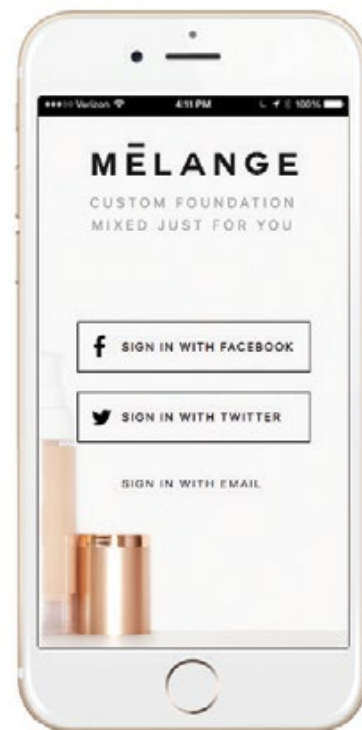 Verizon 4:11 PM 100%
MĒLANGE
CUSTOM FOUNDATION
MIXED JUST FOR YOU
f SIGN IN WITH FACEBOOK
SIGN IN WITH TWITTER
SIGN IN WITH EMAIL